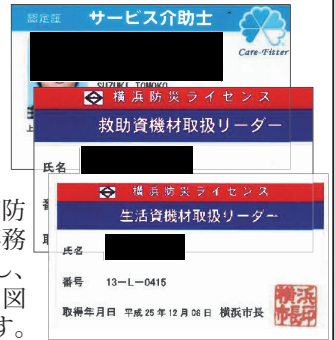 認定証 サービス介助士
Care-Fitter
SUZUKI TOMOKO
横浜防災ライセンス
救助資機材取扱リーダー
氏名
横浜防災ライセンス
生活資機材取扱リーダー
氏名
番号 13-L-0415
取得年月日 平成25年12月08日 横浜市長
防
務
し、
図
す。